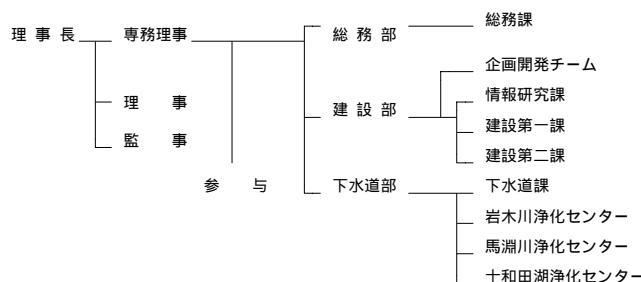 理事長 専務理事 総務部 総務課
企画開発チーム
理事 建設部 情報研究課
監事 建設第一課
建設第二課
参与 下水道部 下水道課
岩木川浄化センター
馬淵川浄化センター
十和田湖浄化センター